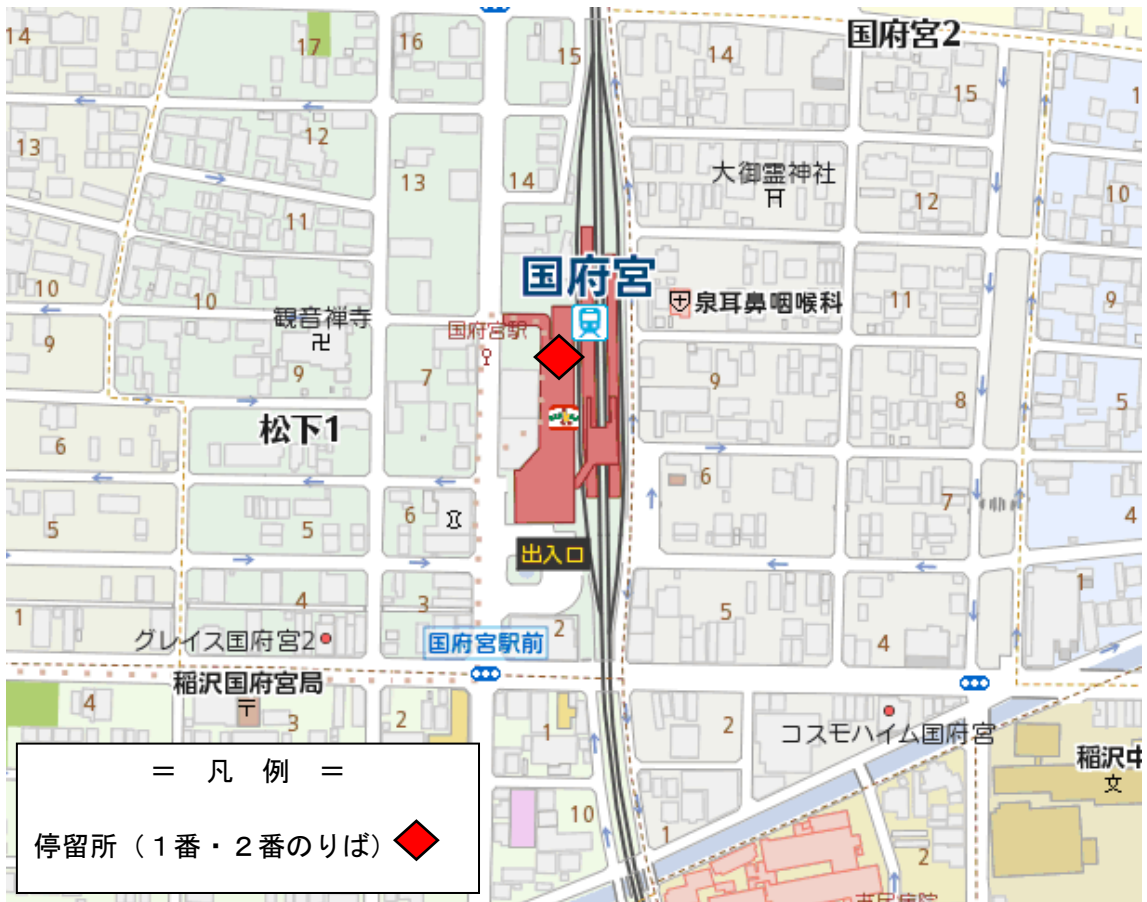 14
17
16
15
14
国府宮2
15
1
13
12
13
14
大御霊神社
12
10
11
10
10
国府宮
観音禅寺
国府宮駅
泉耳鼻咽喉科
11
9
9
9
7
9
8
5
松下1
6
6
7
4
5
5
6
出入口
1
4
3
2
5
4
1
グレイス国府宮2
国府宮駅前
稲沢国府宮局
〒
4
3
2
1
2
コスモハイム国府宮
稲沢中
文
= 凡 例 =
停留所（１番・２番のりば）
10
1
2